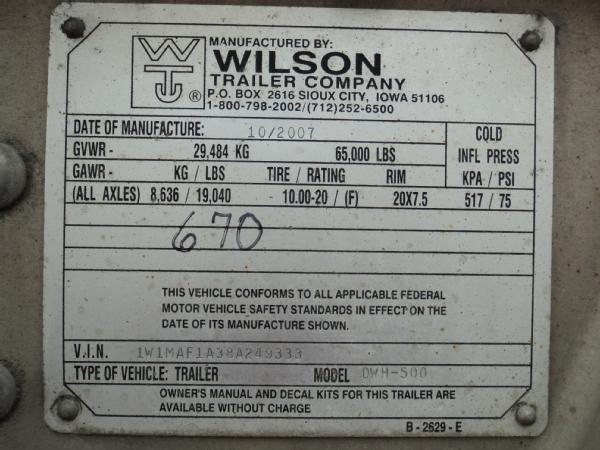 MANUFACTURED BY:
WILSON
TRAILER COMPANY
P.O. BOX 2616 SIOUX CITY, IOWA 51106
1-800-798-2002/(712)252-6500
W T ®
DATE OF MANUFACTURE: 10/2007
COLD
GVWR - 29,484 KG 65,000 LBS
INFL PRESS
GAWR - KG / LBS TIRE / RATING RIM KPA / PSI
(ALL AXLES) 8,636 / 19,040 - 10.00-20 / (F) 20X7.5 517 / 75
670
THIS VEHICLE CONFORMS TO ALL APPLICABLE FEDERAL
MOTOR VEHICLE SAFETY STANDARDS IN EFFECT ON THE
DATE OF ITS MANUFACTURE SHOWN.
V.I.N. 1W1MAF1A38A249333
TYPE OF VEHICLE: TRAILER MODEL DWH-500
OWNER'S MANUAL AND DECAL KITS FOR THIS TRAILER ARE
AVAILABLE WITHOUT CHARGE
B - 2629 - E